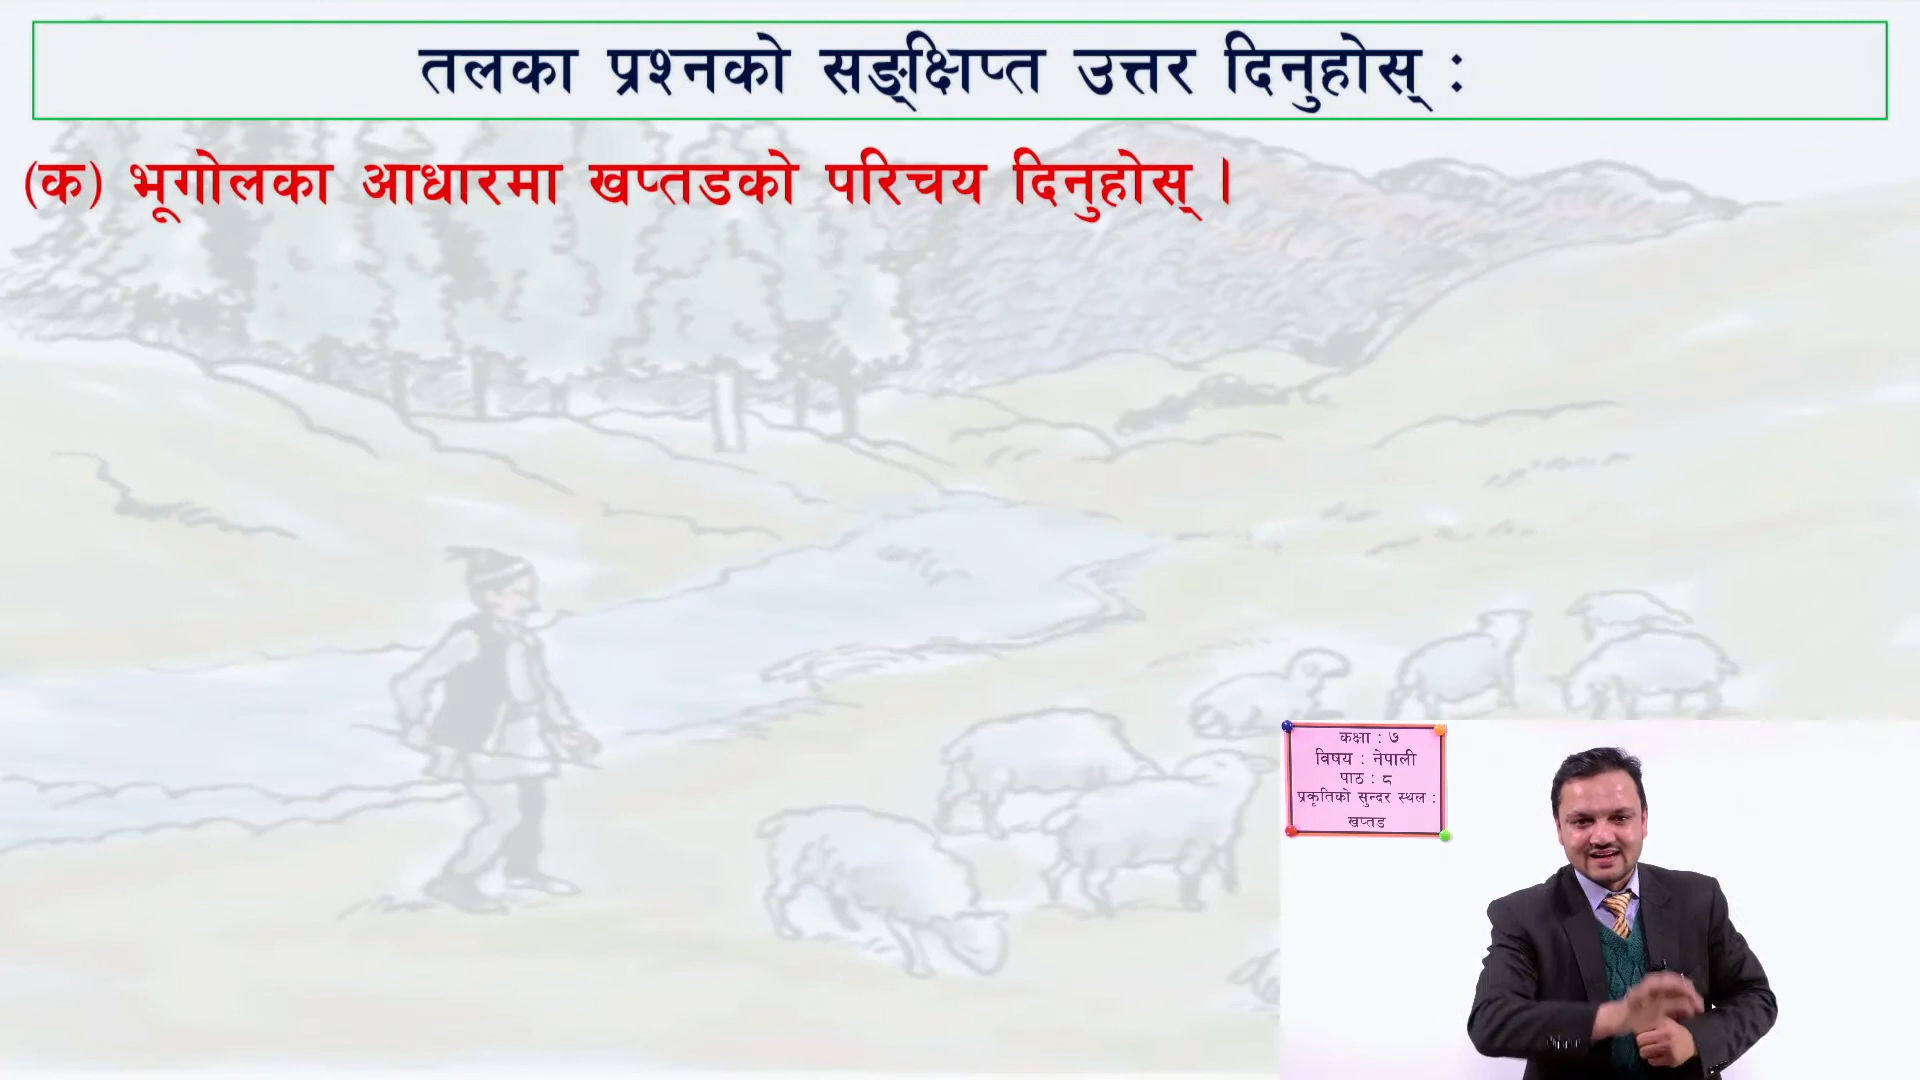 तलका प्रश्नको सङ्क्षिप्त उत्तर दिनुहोस् :
(क) भूगोलका आधारमा खप्तडको परिचय दिनुहोस् ।
कक्षा : ७
विषय : नेपाली
पाठ : ८
प्रकृतिको सुन्दर स्थल :
खप्तड